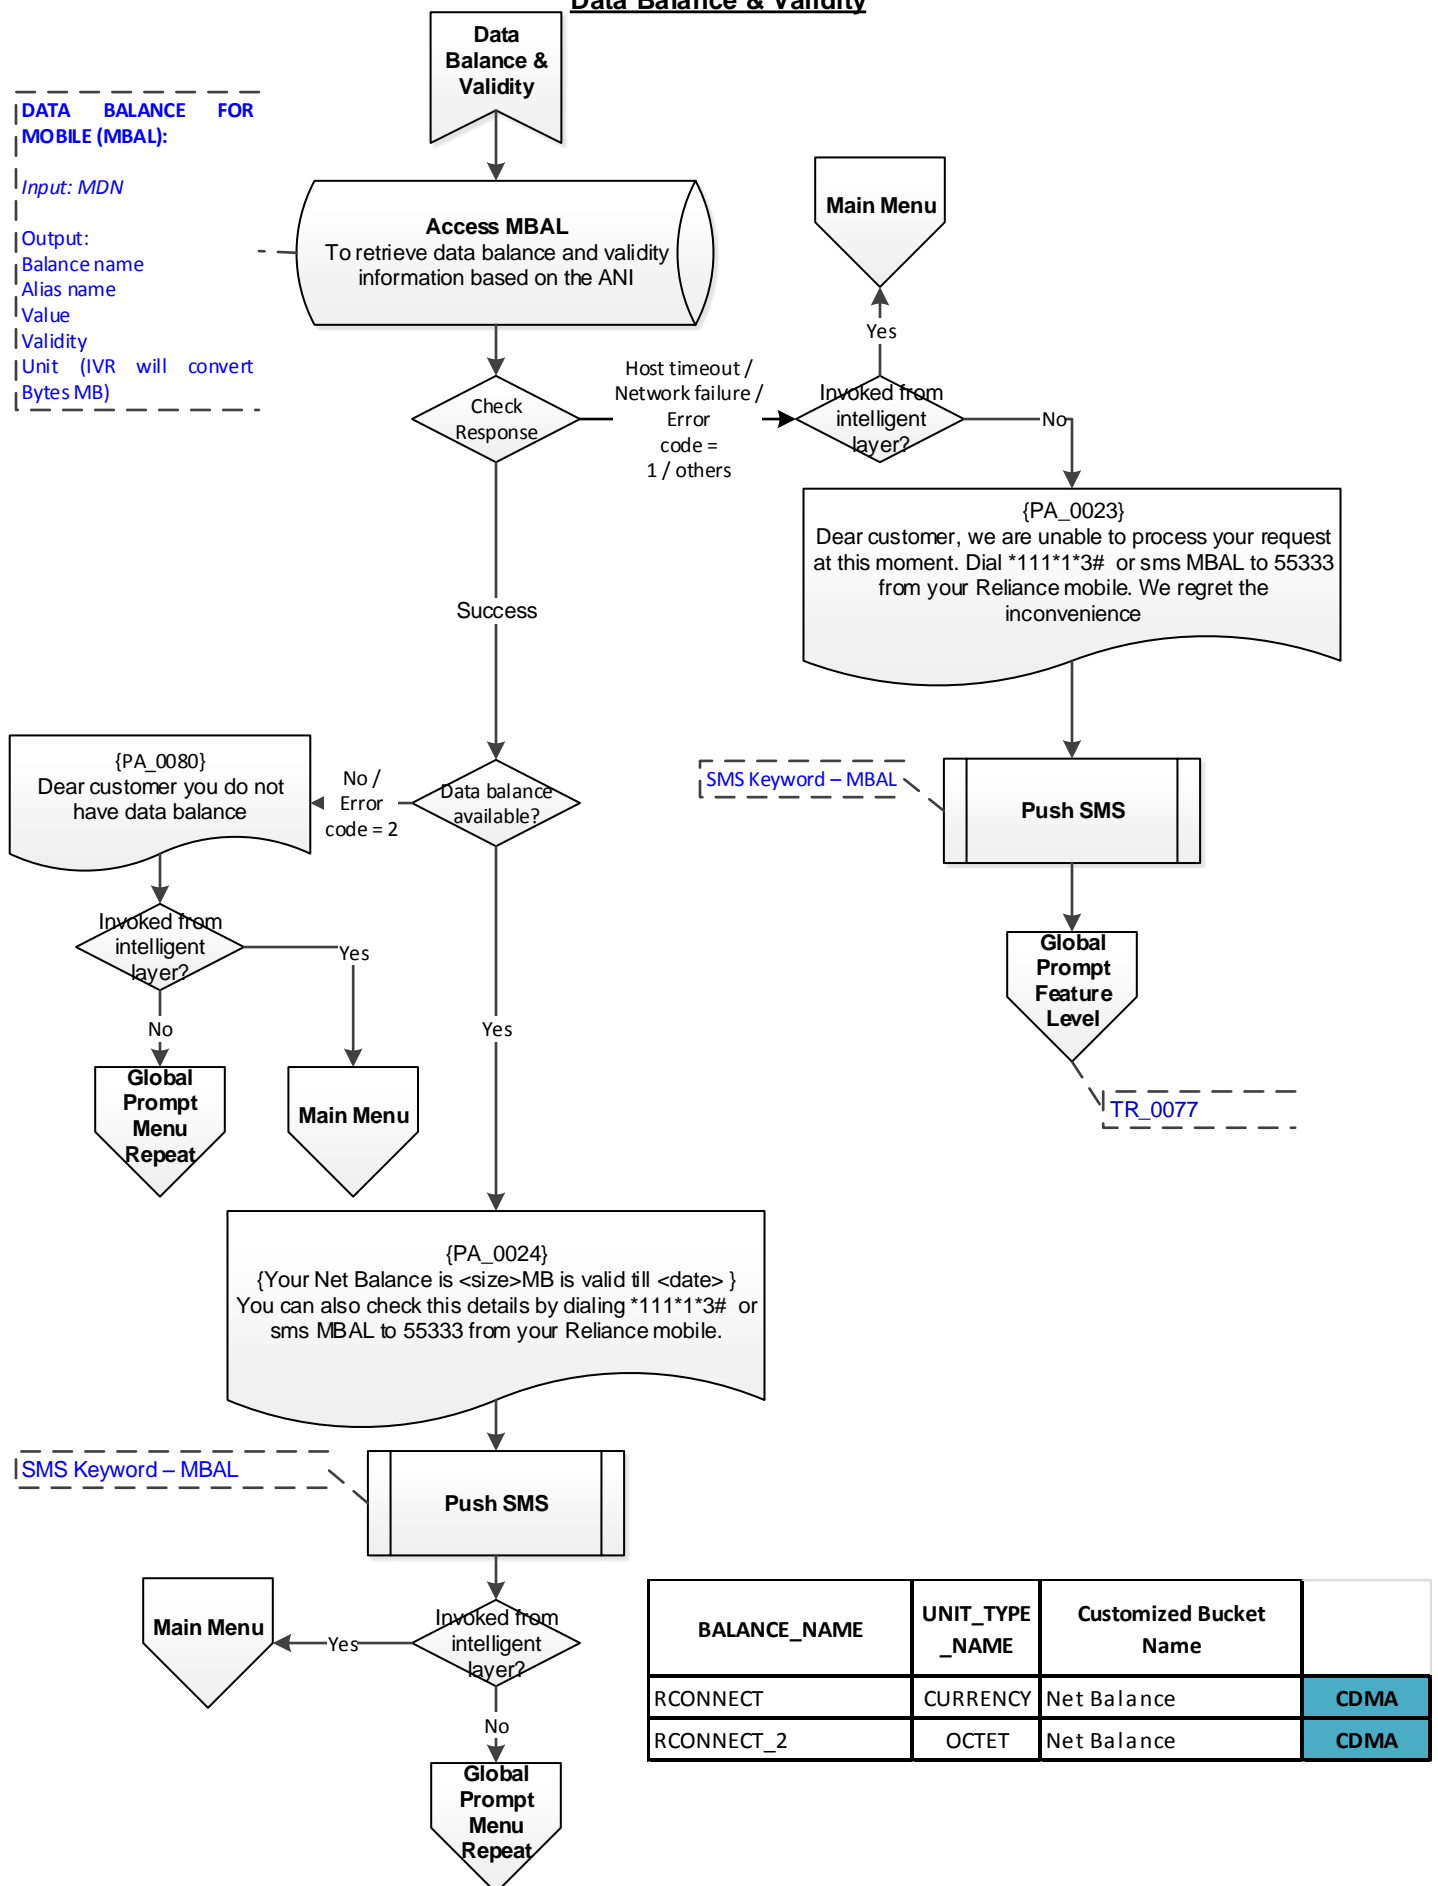 Data Balance & Validity
Data
Balance &
Validity
DATA BALANCE FOR
MOBILE (MBAL):
Input: MDN
Output:
Balance name
Alias name
Value
Validity
Unit (IVR will convert
Bytes MB)
Access MBAL
To retrieve data balance and validity
information based on the ANI
Main Menu
Yes
Check
Response
Host timeout /
Network failure /
Error
code =
1 / others
Invoked from
intelligent
layer?
No
{PA_0023}
Dear customer, we are unable to process your request
at this moment. Dial *111*1*3# or sms MBAL to 55333
from your Reliance mobile. We regret the
inconvenience
Success
{PA_0080}
Dear customer you do not
have data balance
No /
Error
code = 2
Data balance
available?
SMS Keyword – MBAL
Push SMS
Invoked from
intelligent
layer?
Yes
No
Yes
Global
Prompt
Feature
Level
TR_0077
Global
Prompt
Menu
Repeat
Main Menu
{PA_0024}
{Your Net Balance is <size>MB is valid till <date> }
You can also check this details by dialing *111*1*3# or
sms MBAL to 55333 from your Reliance mobile.
SMS Keyword – MBAL
Push SMS
Main Menu
Yes
Invoked from
intelligent
layer?
No
Global
Prompt
Menu
Repeat
BALANCE_NAME UNIT_TYPE_NAME Customized Bucket Name
RCONNECT CURRENCY Net Balance CDMA
RCONNECT_2 OCTET Net Balance CDMA